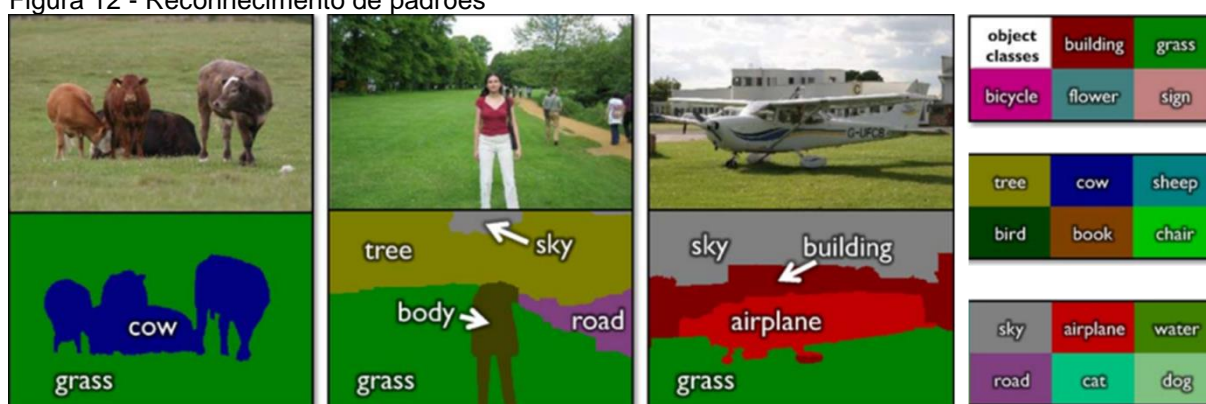 Figura 12 - Reconhecimento de padrões
G-UFCB
cow
grass
tree
sky
body
road
grass
sky
building
airplane
grass
object classes
building
grass
bicycle
flower
sign
tree
cow
sheep
bird
book
chair
sky
airplane
water
road
cat
dog